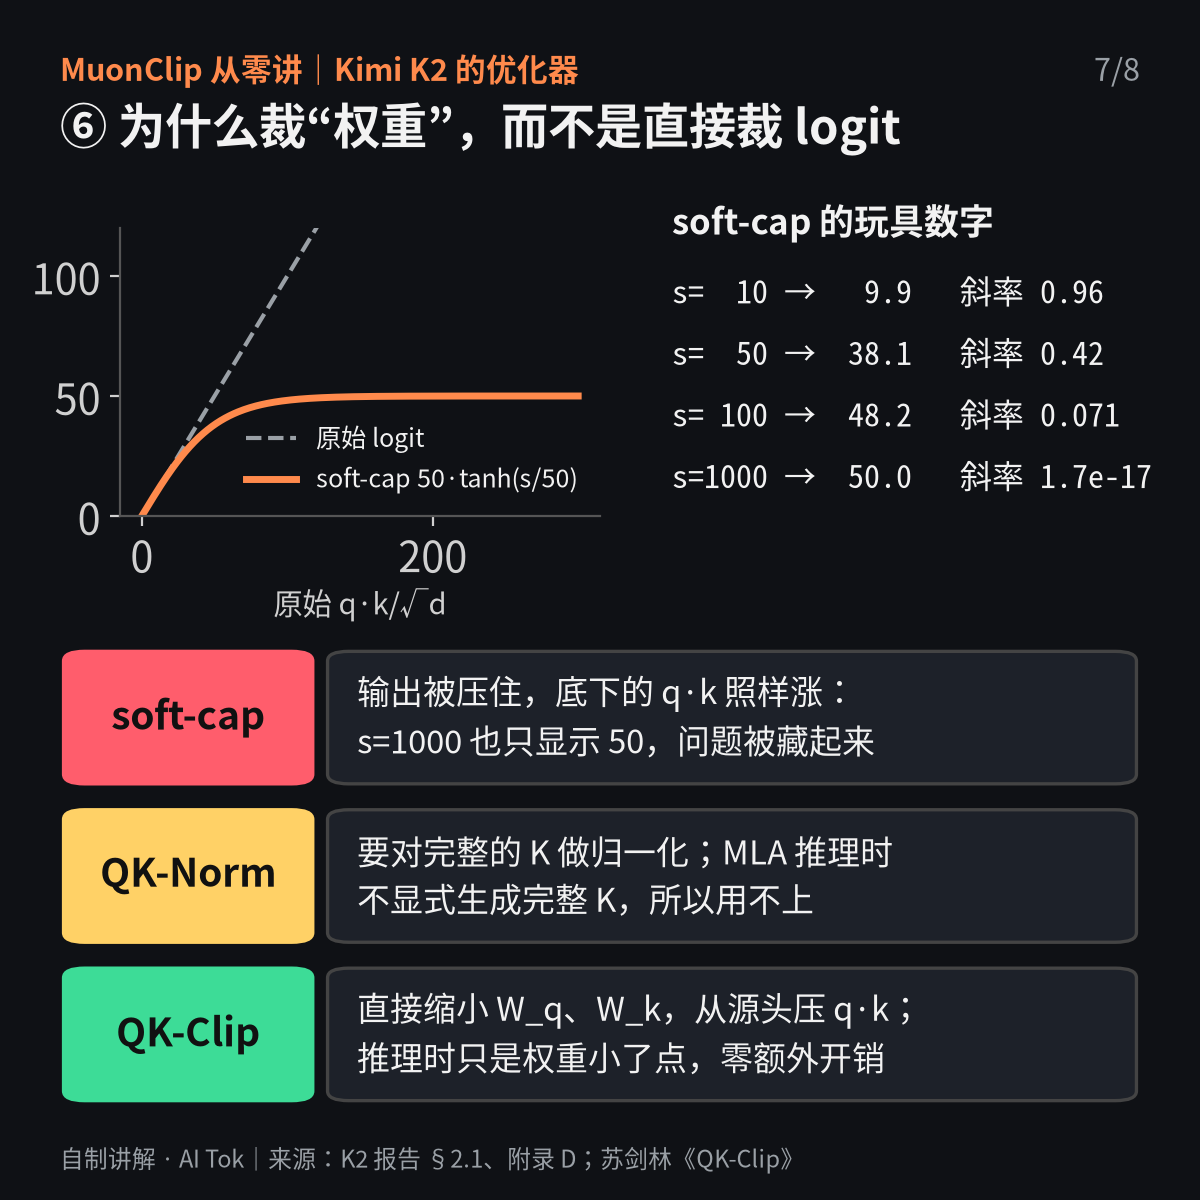 MuonClip 从零讲｜Kimi K2 的优化器
7/8
⑥ 为什么裁“权重”，而不是直接裁 logit
100
50
0
0
200
原始 q·k/√d
原始 logit
soft-cap 50·tanh(s/50)
soft-cap 的玩具数字
s=  10 →   9.9   斜率 0.96
s=  50 →  38.1   斜率 0.42
s= 100 →  48.2   斜率 0.071
s=1000 →  50.0   斜率 1.7e-17
soft-cap
输出被压住，底下的 q·k 照样涨：
s=1000 也只显示 50，问题被藏起来
QK-Norm
要对完整的 K 做归一化；MLA 推理时
不显式生成完整 K，所以用不上
QK-Clip
直接缩小 W_q、W_k，从源头压 q·k；
推理时只是权重小了点，零额外开销
自制讲解 · AI Tok｜来源：K2 报告 §2.1、附录 D；苏剑林《QK-Clip》